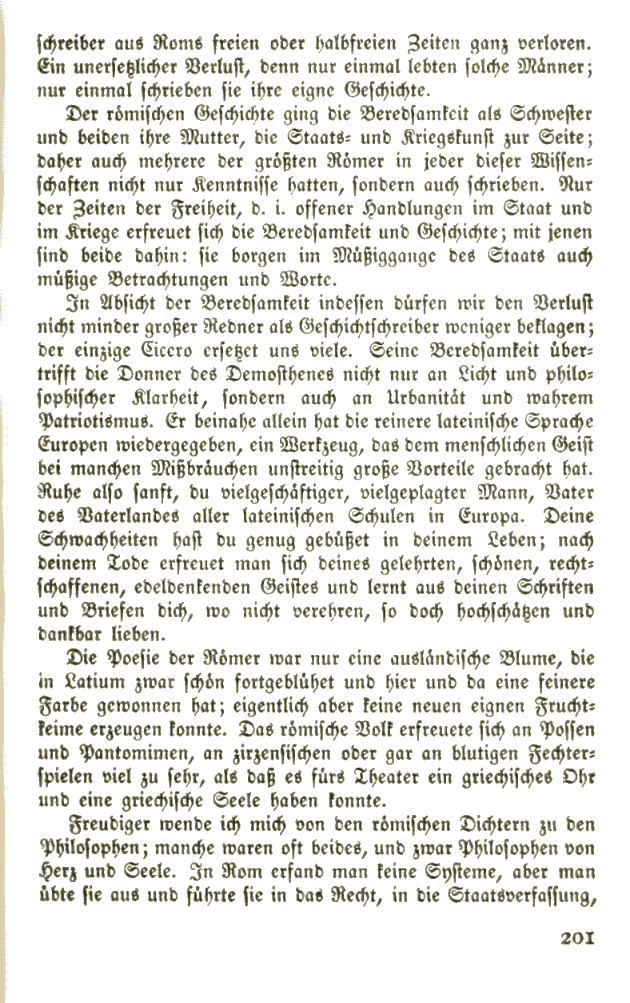 schreiber aus Roms freien oder halbfreien Zeiten ganz verloren.
Ein unersetzlicher Verlust, denn nur einmal lebten solche Männer;
nur einmal schrieben sie ihre eigne Geschichte.
Der römischen Geschichte ging die Beredsamkeit als Schwester
und beiden ihre Mutter, die Staats- und Kriegskunst zur Seite;
daher auch mehrere der größten Römer in jeder dieser Wissen-
schaften nicht nur Kenntnisse hatten, sondern auch schrieben. Nur
der Zeiten der Freiheit, d. i. offener Handlungen im Staat und
im Kriege erfreuet sich die Beredsamkeit und Geschichte; mit jenen
sind beide dahin: sie borgen im Müßiggange des Staats auch
müßige Betrachtungen und Worte.
In Absicht der Beredsamkeit indessen dürfen wir den Verlust
nicht minder großer Redner als Geschichtschreiber weniger beklagen;
der einzige Cicero ersetzet uns viele. Seine Beredsamkeit über-
trifft die Donner des Demosthenes nicht nur an Licht und philo-
sophischer Klarheit, sondern auch an Urbanität und wahrem
Patriotismus. Er beinahe allein hat die reinere lateinische Sprache
Europen wiedergegeben, ein Werkzeug, das dem menschlichen Geist
bei manchen Mißbräuchen unstreitig große Vorteile gebracht hat.
Ruhe also sanft, du vielgeschäftiger, vielgeplagter Mann, Vater
des Vaterlandes aller lateinischen Schulen in Europa. Deine
Schwachheiten hast du genug gebüßet in deinem Leben; nach
deinem Tode erfreuet man sich deines gelehrten, schönen, recht-
schaffenen, edeldenkenden Geistes und lernt aus deinen Schriften
und Briefen dich, wo nicht verehren, so doch hochschätzen und
dankbar lieben.
Die Poesie der Römer war nur eine ausländische Blume, die
in Latium zwar schön fortgeblühet und hier und da eine feinere
Farbe gewonnen hat; eigentlich aber keine neuen eignen Frucht-
keime erzeugen konnte. Das römische Volk erfreuete sich an Possen
und Pantomimen, an zirzensischen oder gar an blutigen Fechter-
spielen viel zu sehr, als daß es fürs Theater ein griechisches Ohr
und eine griechische Seele haben konnte.
Freudiger wende ich mich von den römischen Dichtern zu den
Philosophen; manche waren oft beides, und zwar Philosophen von
Herz und Seele. In Rom erfand man keine Systeme, aber man
übte sie aus und führte sie in das Recht, in die Staatsverfassung,
201